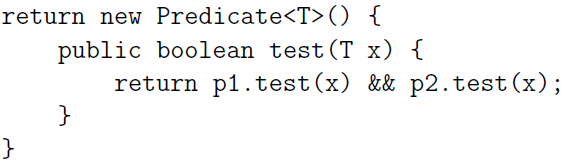 return new Predicate<T>() {
    public boolean test(T x) {
        return p1.test(x) && p2.test(x);
    }
}